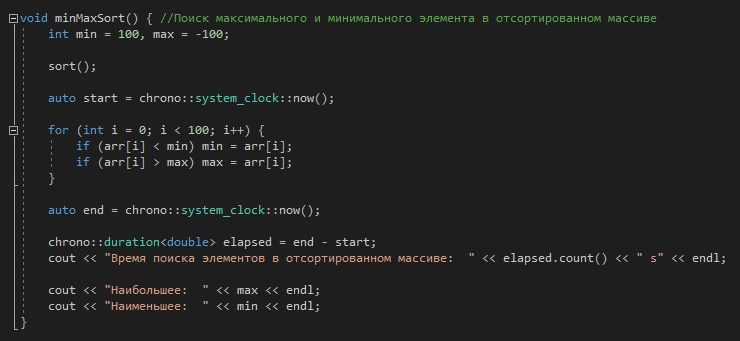 void minMaxSort() { //Поиск максимального и минимального элемента в отсортированном массиве
    int min = 100, max = -100;
    sort();
    auto start = chrono::system_clock::now();
    for (int i = 0; i < 100; i++) {
        if (arr[i] < min) min = arr[i];
        if (arr[i] > max) max = arr[i];
    }
    auto end = chrono::system_clock::now();
    chrono::duration<double> elapsed = end - start;
    cout << "Время поиска элементов в отсортированном массиве:  " << elapsed.count() << " s" << endl;
    cout << "Наибольшее:  " << max << endl;
    cout << "Наименьшее:  " << min << endl;
}